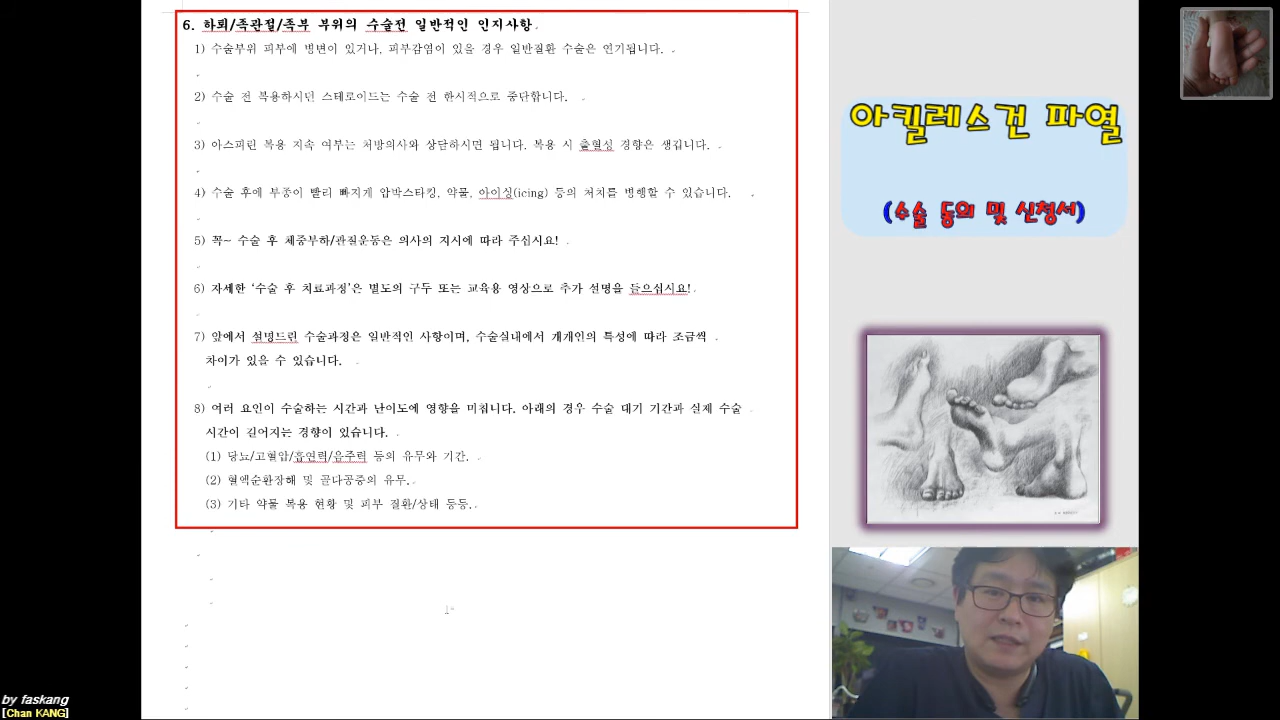 6. 하퇴/족관절/족부 부위의 수술전 일반적인 인지사항
1) 수술부위 피부에 병변이 있거나, 피부감염이 있을 경우 일반질환 수술은 연기됩니다.
2) 수술 전 복용하시던 스테로이드는 수술 전 한시적으로 중단합니다.
3) 아스피린 복용 지속 여부는 처방의사와 상담하시면 됩니다. 복용 시 출혈성 경향은 생깁니다.
4) 수술 후에 부종이 빨리 빠지게 압박스타킹, 약물, 아이싱(icing) 등의 처치를 병행할 수 있습니다.
5) 꼭~ 수술 후 체중부하/관절운동은 의사의 지시에 따라 주십시요!
6) 자세한 '수술 후 치료과정'은 별도의 구두 또는 교육용 영상으로 추가 설명을 들으십시요!
7) 앞에서 설명드린 수술과정은 일반적인 사항이며, 수술실내에서 개개인의 특성에 따라 조금씩
차이가 있을 수 있습니다.
8) 여러 요인이 수술하는 시간과 난이도에 영향을 미칩니다. 아래의 경우 수술 대기 기간과 실제 수술
시간이 길어지는 경향이 있습니다.
(1) 당뇨/고혈압/흡연력/음주력 등의 유무와 기간.
(2) 혈액순환장애 및 골다공증의 유무.
(3) 기타 약물 복용 현황 및 피부 질환/상태 등등.
아킬레스건 파열
(수술 동의 및 신청서)
by faskang
[Chan KANG]